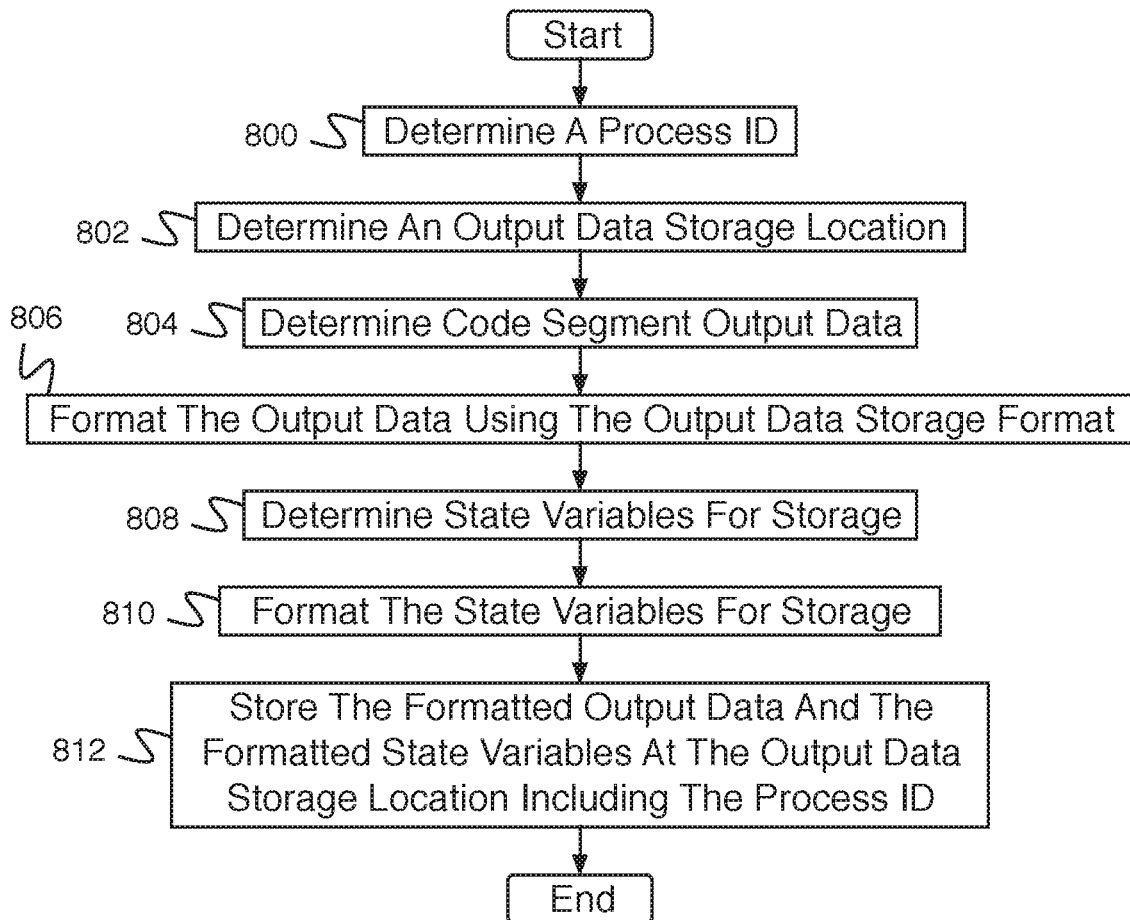 Start
800
Determine A Process ID
802
Determine An Output Data Storage Location
804
Determine Code Segment Output Data
806
Format The Output Data Using The Output Data Storage Format
808
Determine State Variables For Storage
810
Format The State Variables For Storage
812
Store The Formatted Output Data And The
Formatted State Variables At The Output Data
Storage Location Including The Process ID
End